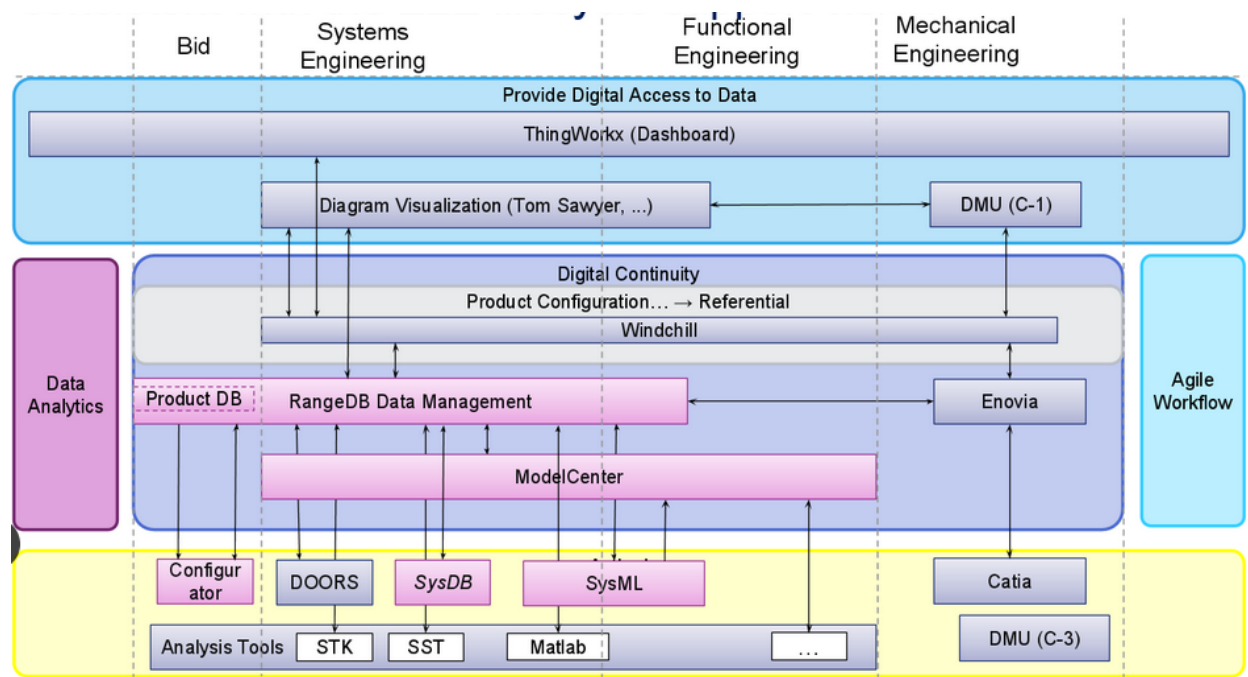 Bid
Systems
Engineering
Functional
Engineering
Mechanical
Engineering
Provide Digital Access to Data
ThingWorkx (Dashboard)
Diagram Visualization (Tom Sawyer, ...)
DMU (C-1)
Digital Continuity
Product Configuration... → Referential
Windchill
Data
Analytics
Product DB
RangeDB Data Management
Enovia
Agile
Workflow
ModelCenter
Configur
ator
DOORS
SysDB
SysML
Catia
Analysis Tools
STK
SST
Matlab
...
DMU (C-3)